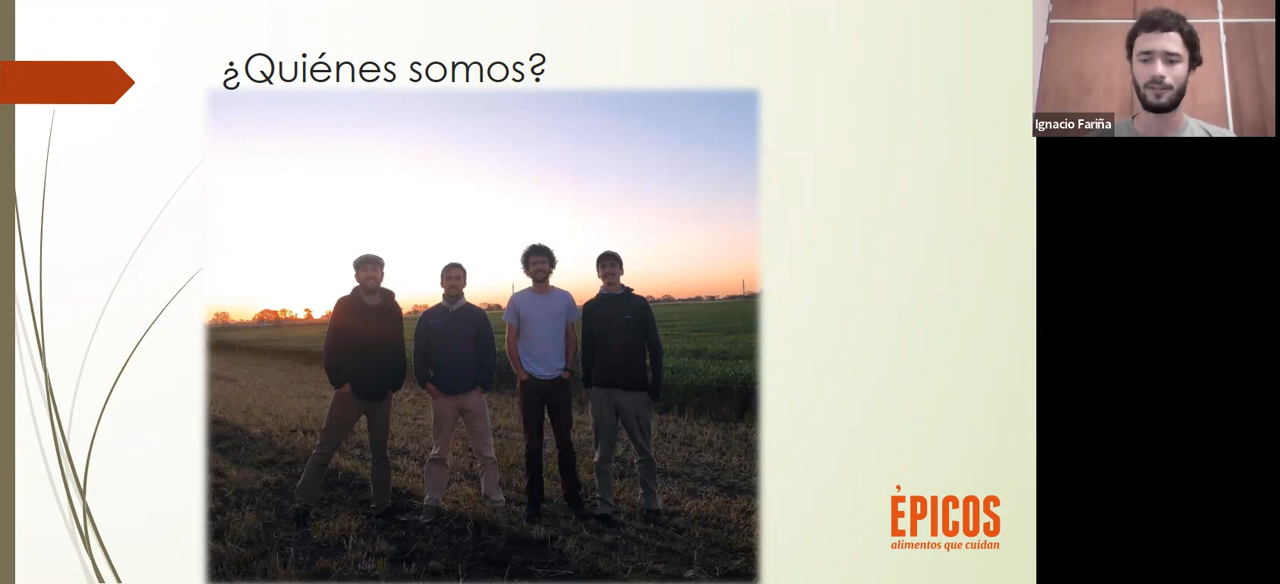 ¿Quiénes somos?
Ignacio Fariña
ÉPICOS
alimentos que cuidan